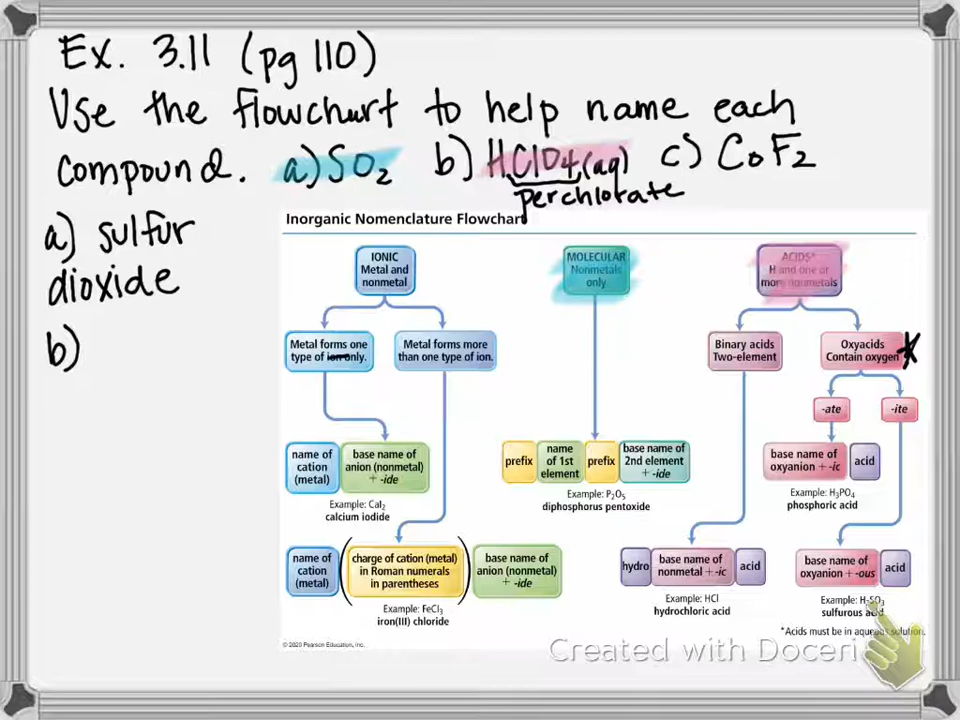 Ex. 3.11 (pg 110)
Use the flowchart to help name each
compound. a) SO₂ b) HClO₄(aq) c) CoF₂
perchlorate
a) sulfur
dioxide
b)
Inorganic Nomenclature Flowchart
IONIC
Metal and
nonmetal
MOLECULAR
Nonmetals
only
ACIDS*
H and one or
more nonmetals
Metal forms one
type of ion only.
Metal forms more
than one type of ion.
Binary acids
Two-element
Oxyacids
Contain oxygen
-ate
-ite
name of
cation
(metal)
base name of
anion (nonmetal)
+ -ide
Example: CaI₂
calcium iodide
prefix
name
of 1st
element
prefix
base name of
2nd element
+ -ide
Example: P₂O₅
diphosphorus pentoxide
base name of
oxyanion + -ic
acid
Example: H₃PO₄
phosphoric acid
name of
cation
(metal)
charge of cation (metal)
in Roman numerals
in parentheses
base name of
anion (nonmetal)
+ -ide
Example: FeCl₃
iron(III) chloride
hydro
base name of
nonmetal + -ic
acid
Example: HCl
hydrochloric acid
base name of
oxyanion + -ous
acid
Example: H₂SO₃
sulfurous acid
*Acids must be in aqueous solution.
© 2020 Pearson Education, Inc.
Created with Doceri